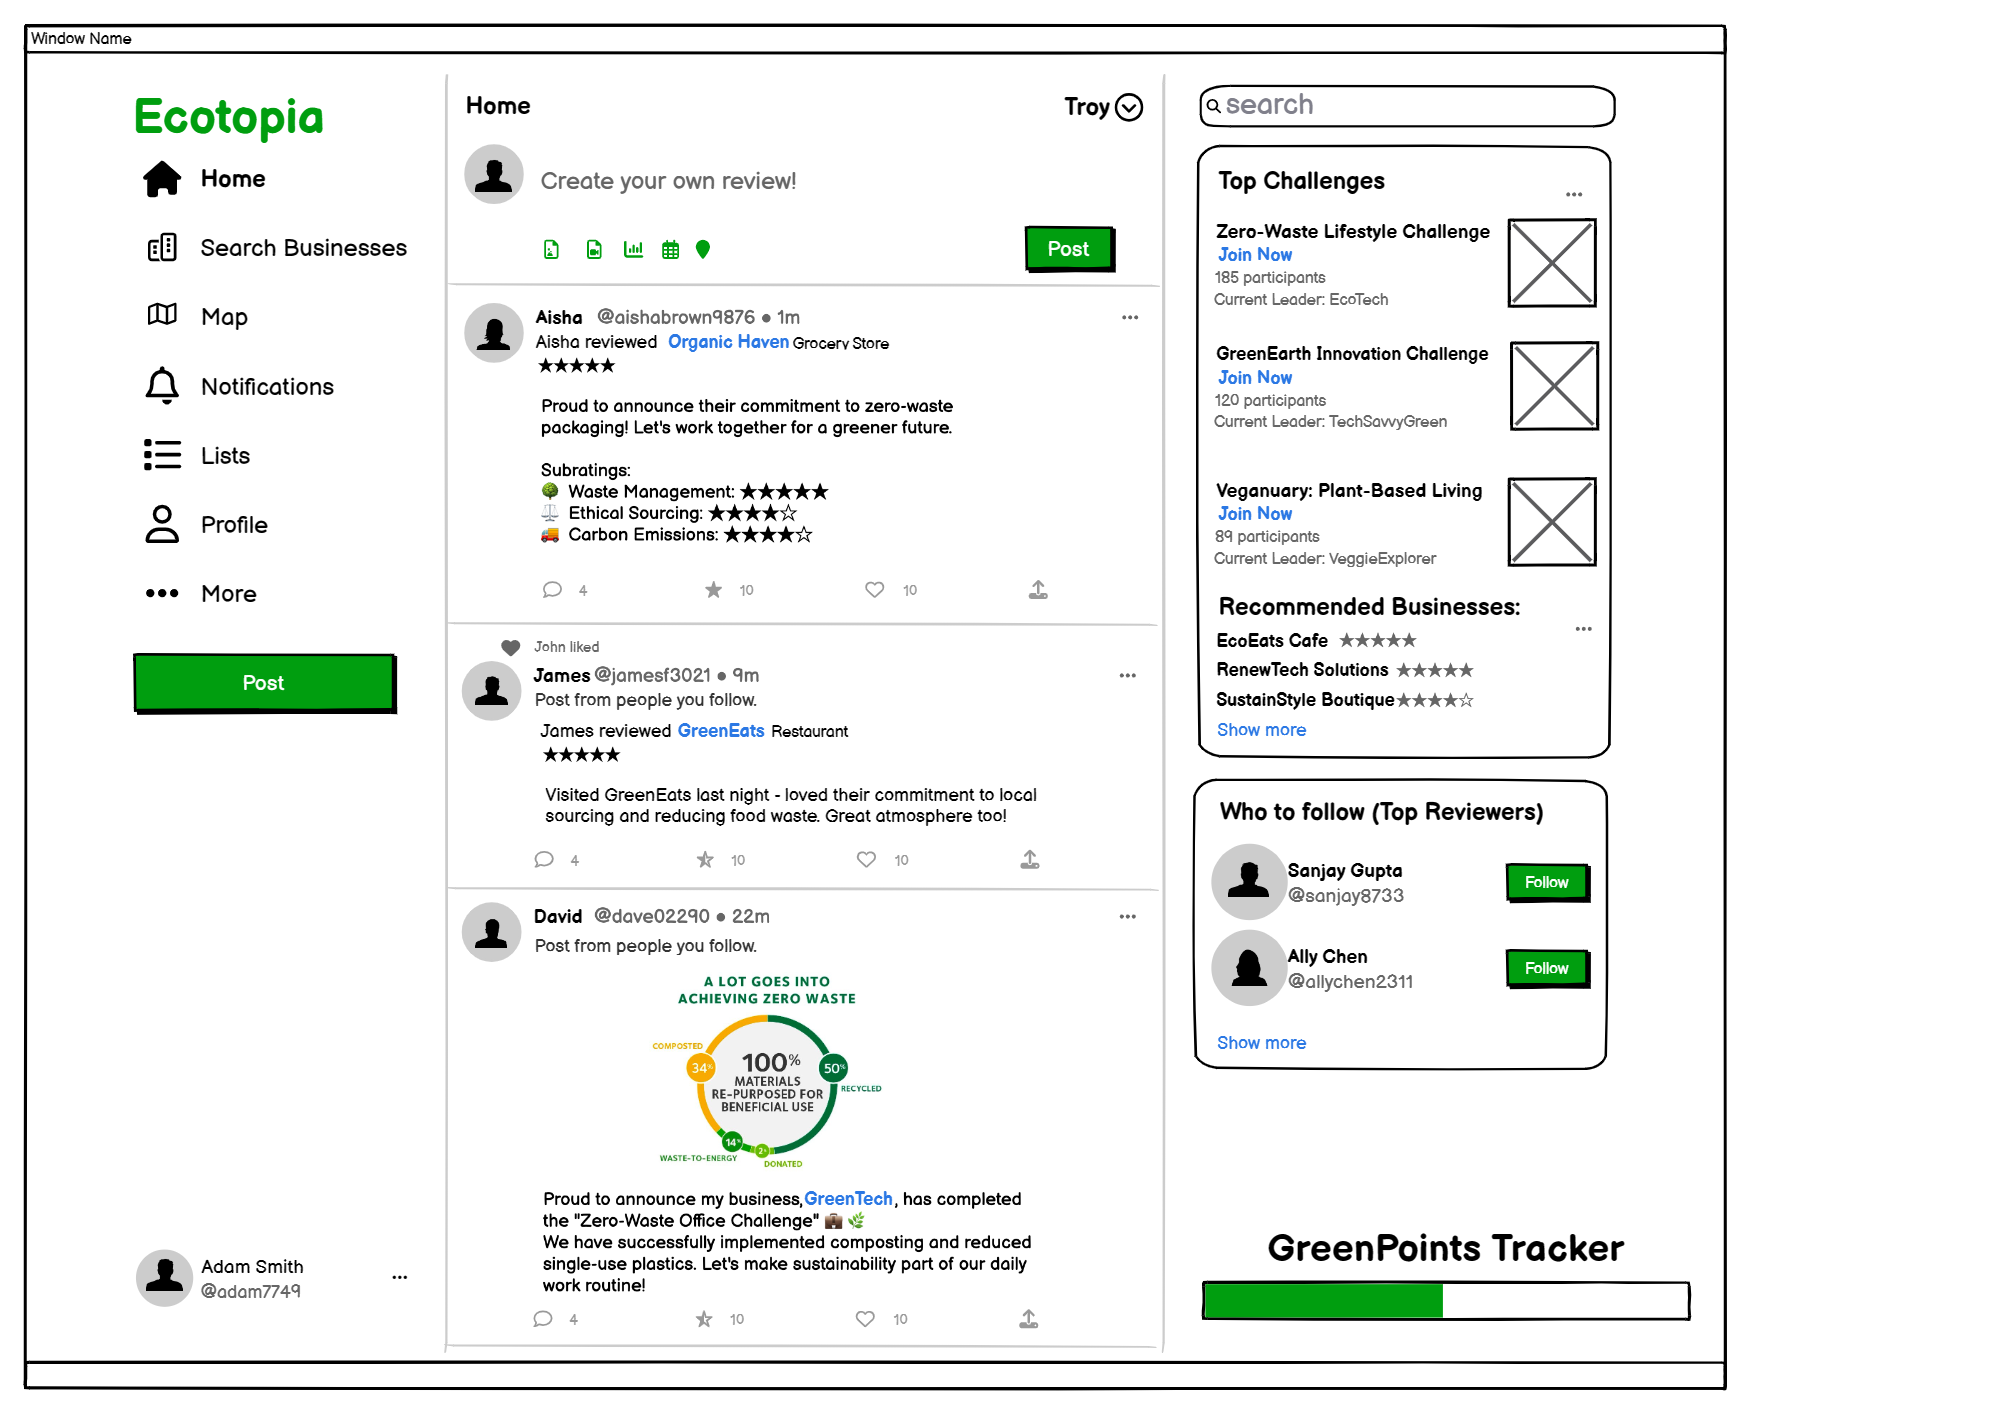 Window Name
Ecotopia
Home
Search Businesses
Map
Notifications
Lists
Profile
More
Post
Adam Smith
@adam7749
Home
Troy
Create your own review!
Post
Aisha @aishabrown9876 ● 1m
Aisha reviewed Organic Haven Grocery Store
★★★★★
Proud to announce their commitment to zero-waste
packaging! Let's work together for a greener future.
Subratings:
🌳 Waste Management: ★★★★★
⚖️ Ethical Sourcing: ★★★★☆
🚚 Carbon Emissions: ★★★★☆
4 10 10
John liked
James @jamesf3021 ● 9m
Post from people you follow.
James reviewed GreenEats Restaurant
★★★★★
Visited GreenEats last night - loved their commitment to local
sourcing and reducing food waste. Great atmosphere too!
4 10 10
David @dave02290 ● 22m
Post from people you follow.
A LOT GOES INTO
ACHIEVING ZERO WASTE
COMPOSTED
34%
100%
MATERIALS
RE-PURPOSED FOR
BENEFICIAL USE
50%
RECYCLED
14%
WASTE-TO-ENERGY
2%
DONATED
Proud to announce my business,GreenTech, has completed
the "Zero-Waste Office Challenge" 💼 🌿
We have successfully implemented composting and reduced
single-use plastics. Let's make sustainability part of our daily
work routine!
4 10 10
search
Top Challenges
Zero-Waste Lifestyle Challenge
Join Now
185 participants
Current Leader: EcoTech
GreenEarth Innovation Challenge
Join Now
120 participants
Current Leader: TechSavvyGreen
Veganuary: Plant-Based Living
Join Now
89 participants
Current Leader: VeggieExplorer
Recommended Businesses:
EcoEats Cafe ★★★★★
RenewTech Solutions ★★★★★
SustainStyle Boutique ★★★★☆
Show more
Who to follow (Top Reviewers)
Sanjay Gupta
@sanjay8733
Follow
Ally Chen
@allychen2311
Follow
Show more
GreenPoints Tracker